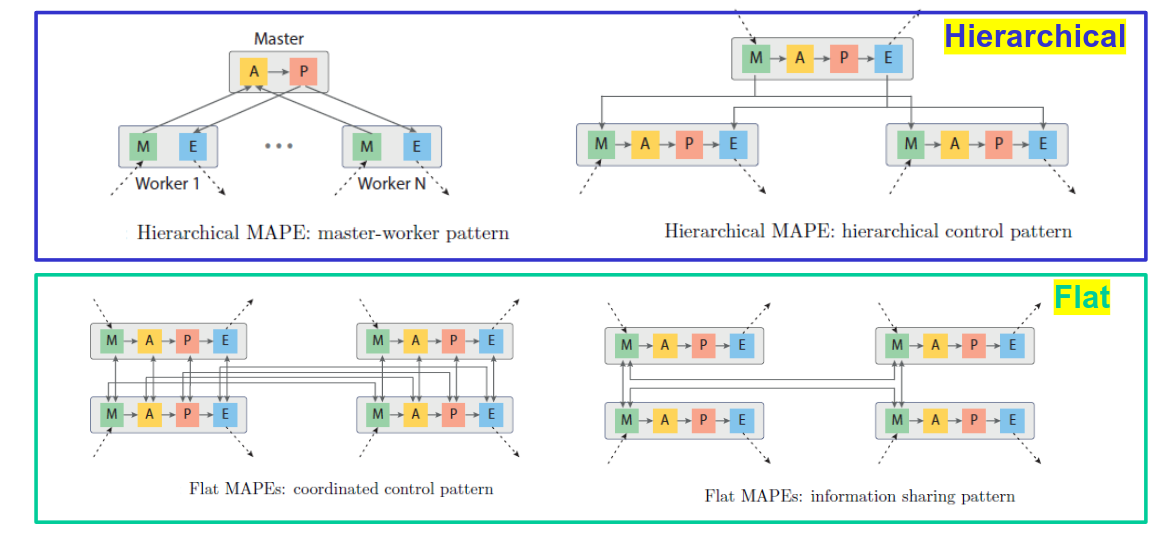 Hierarchical
Master
A P
M E ••• M E
Worker 1 Worker N
Hierarchical MAPE: master-worker pattern
M A P E
M A P E M A P E
Hierarchical MAPE: hierarchical control pattern
Flat
M A P E M A P E
M A P E M A P E
Flat MAPEs: coordinated control pattern
M A P E M A P E
M A P E M A P E
Flat MAPEs: information sharing pattern